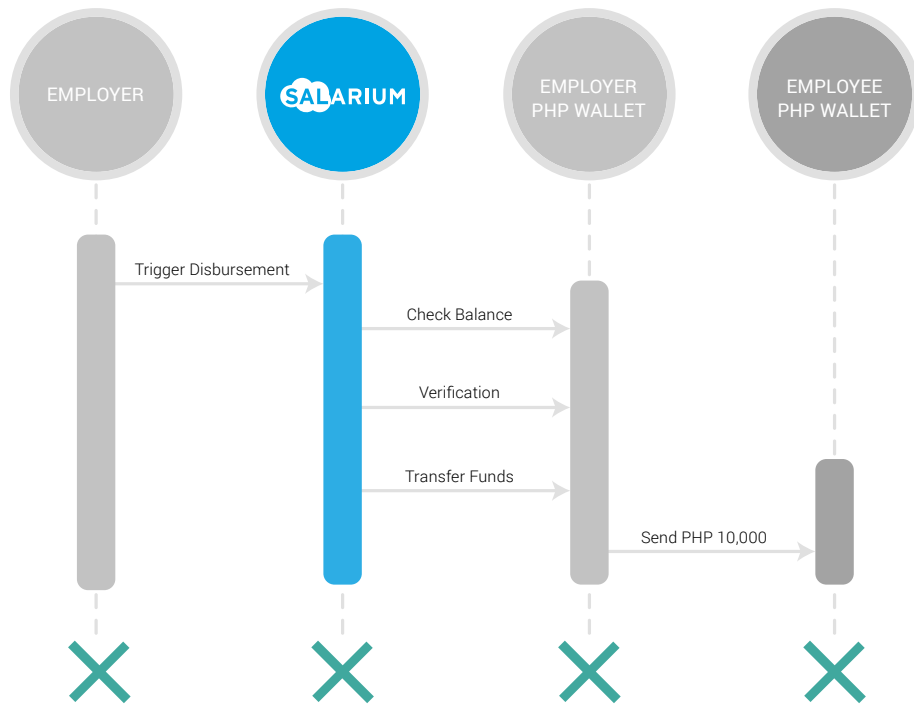 EMPLOYER
SALARIUM
EMPLOYER
PHP WALLET
EMPLOYEE
PHP WALLET
Trigger Disbursement
Check Balance
Verification
Transfer Funds
Send PHP 10,000